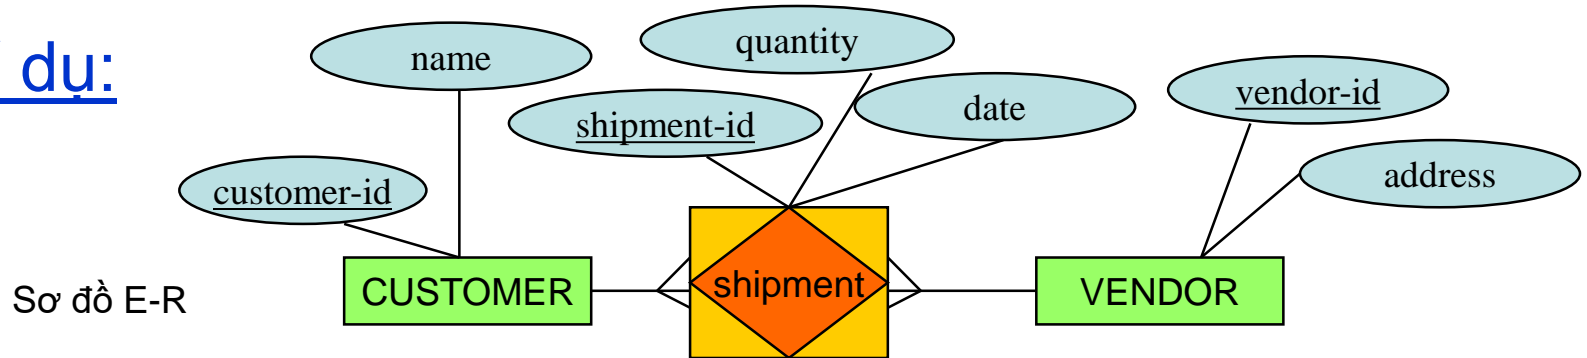 dụ:
name
quantity
shipment-id
date
vendor-id
customer-id
address
Sơ đồ E-R
CUSTOMER
shipment
VENDOR